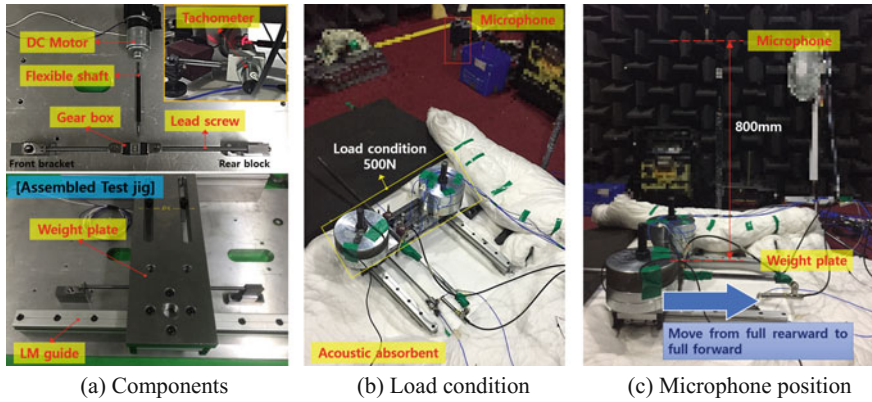 Tachometer
DC Motor
Flexible shaft
Gear box
Lead screw
Front bracket
Rear block
[Assembled Test jig]
Weight plate
LM guide
Microphone
Load condition
500N
Acoustic absorbent
Microphone
800mm
Weight plate
Move from full rearward to
full forward
(a) Components
(b) Load condition
(c) Microphone position